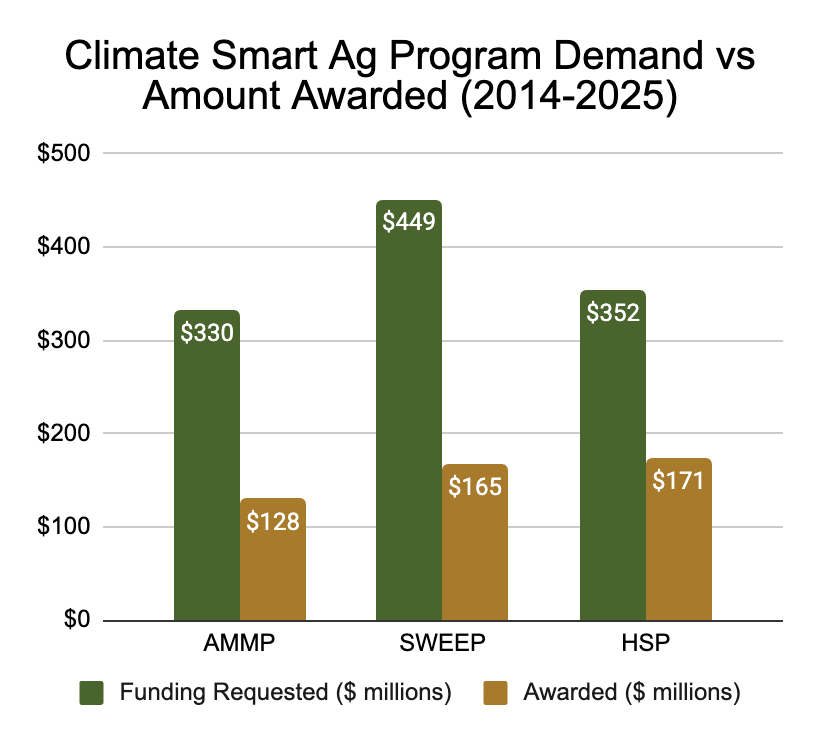 Climate Smart Ag Program Demand vs
Amount Awarded (2014-2025)
$500
$400
$300
$200
$100
$0
$330
$128
$449
$165
$352
$171
AMMP
SWEEP
HSP
Funding Requested ($ millions)
Awarded ($ millions)